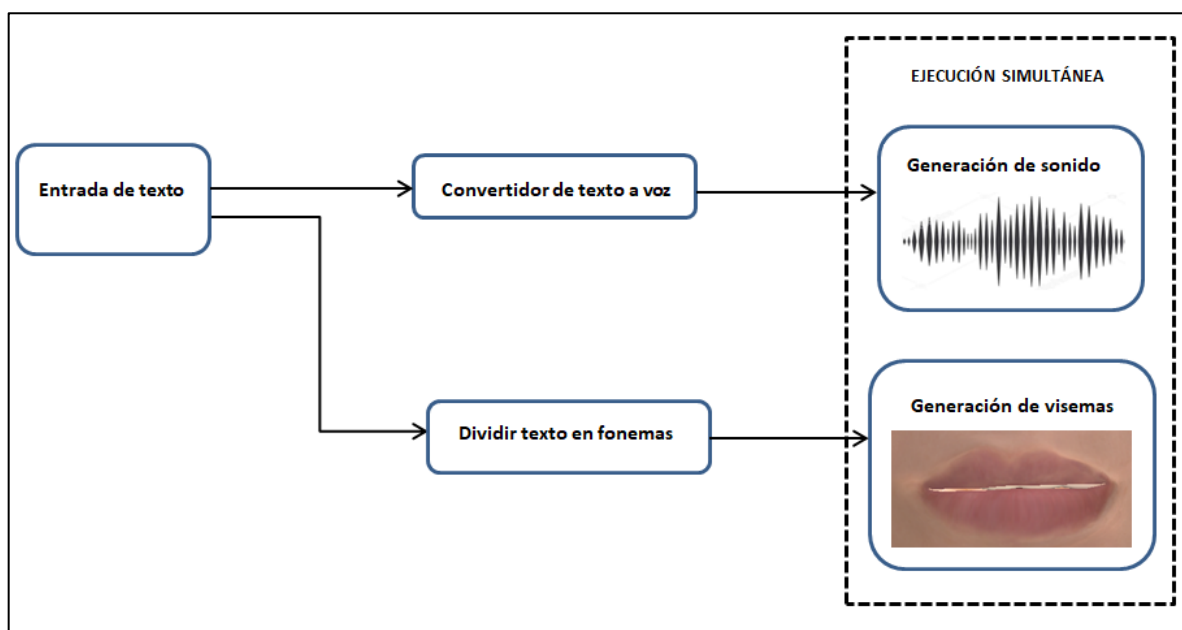 EJECUCIÓN SIMULTÁNEA
Entrada de texto
Convertidor de texto a voz
Generación de sonido
Dividir texto en fonemas
Generación de visemas